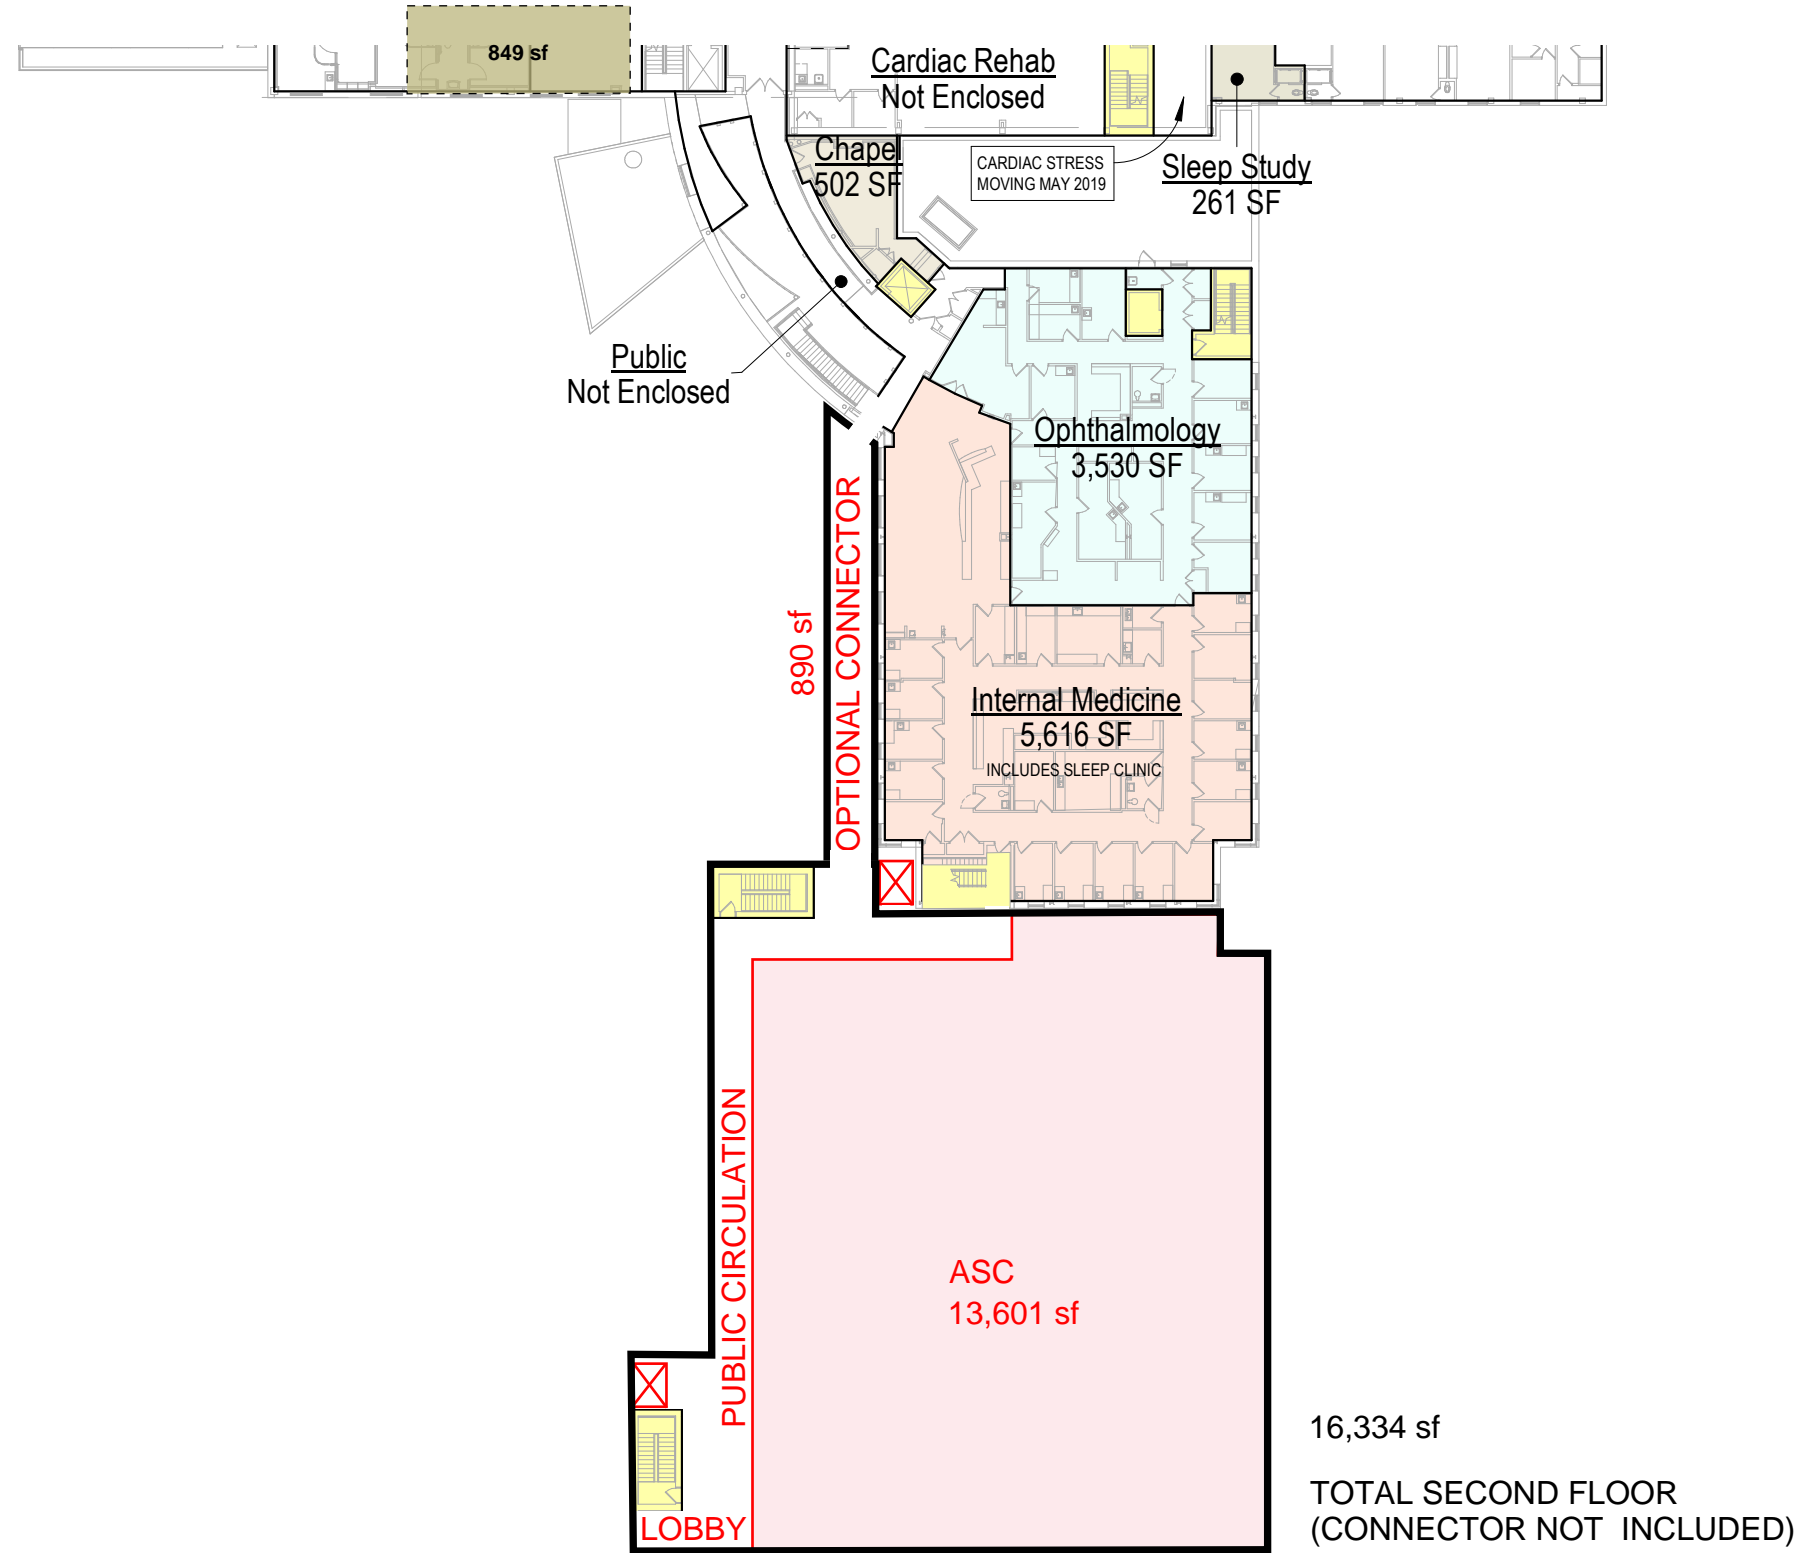 849 sf
Cardiac Rehab
Not Enclosed
Chapel
502 SF
CARDIAC STRESS
MOVING MAY 2019
Sleep Study
261 SF
Public
Not Enclosed
Ophthalmology
3,530 SF
890 sf
OPTIONAL CONNECTOR
Internal Medicine
5,616 SF
INCLUDES SLEEP CLINIC
PUBLIC CIRCULATION
ASC
13,601 sf
LOBBY
16,334 sf
TOTAL SECOND FLOOR
(CONNECTOR NOT INCLUDED)